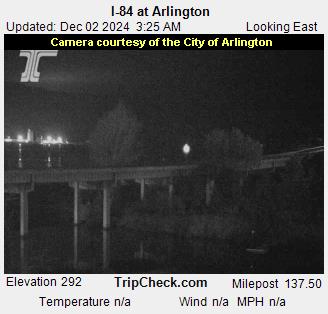 I-84 at Arlington
Updated: Dec 02 2024 3:25 AM Looking East
Camera courtesy of the City of Arlington
Elevation 292 TripCheck.com Milepost 137.50
Temperature n/a Wind n/a MPH n/a